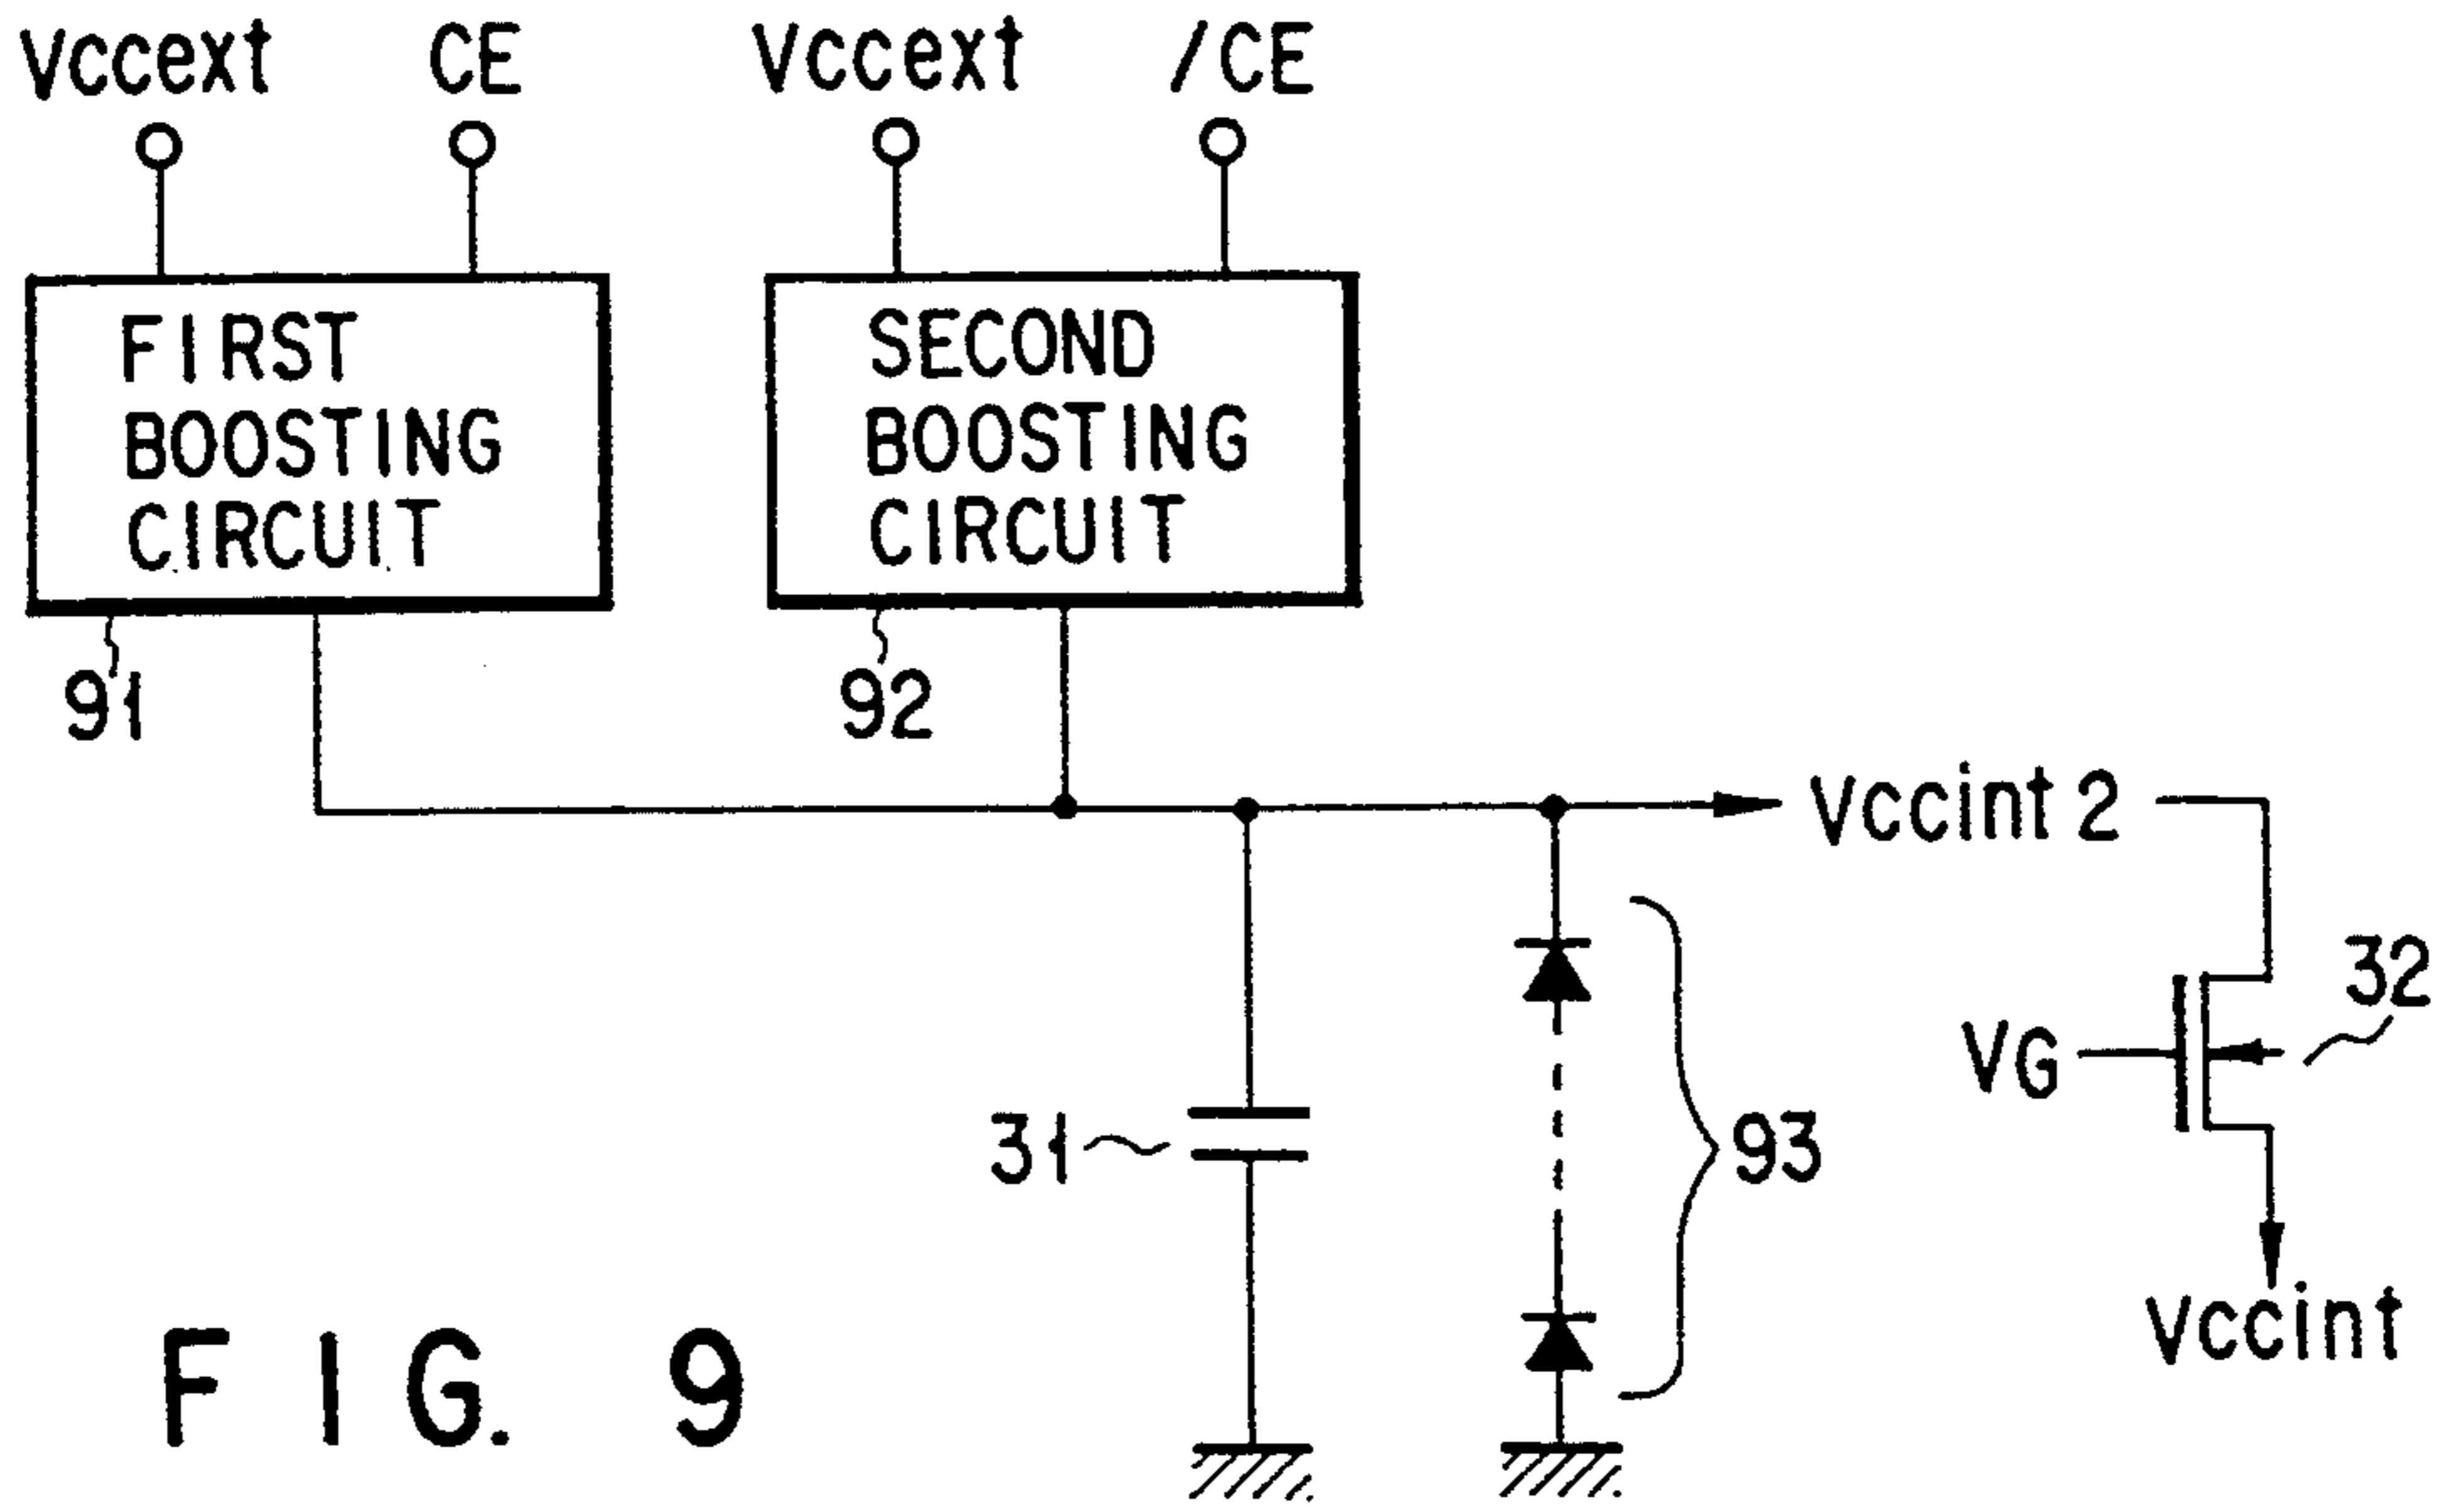 Vccext
CE
Vccext
/CE
FIRST
BOOSTING
CIRCUIT
SECOND
BOOSTING
CIRCUIT
91
92
Vccint 2
32
VG
31
93
Vccint
FIG. 9